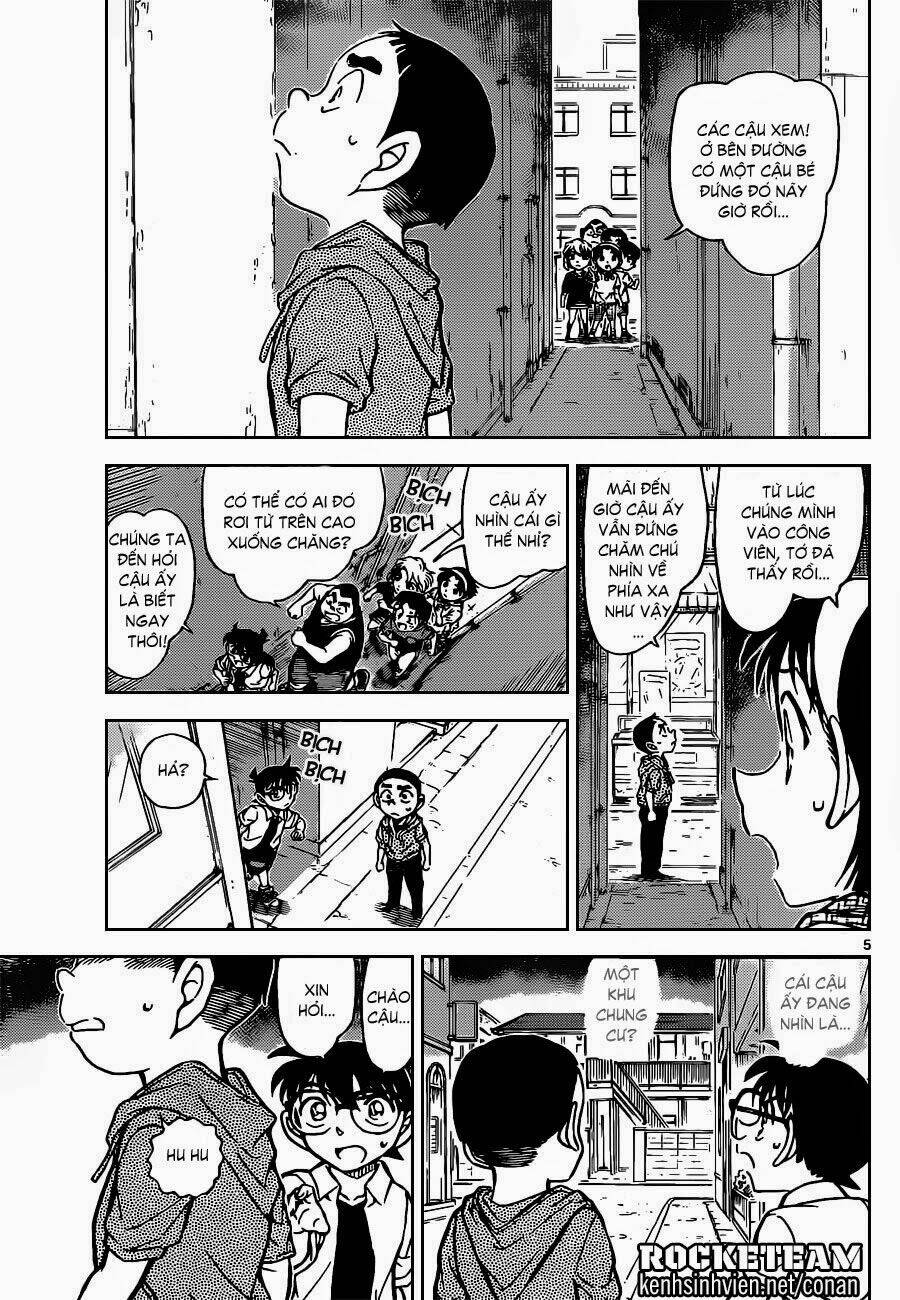 CÁC CẬU XEM!
Ở BÊN ĐƯỜNG
CÓ MỘT CẬU BÉ
ĐỨNG ĐÓ NÃY
GIỜ RỒI...
TỪ LÚC
CHÚNG MÌNH
VÀO CÔNG
VIÊN, TỚ ĐÃ
THẤY RỒI...
MÃI ĐẾN
GIỜ CẬU ẤY
VẪN ĐỨNG
CHĂM CHÚ
NHÌN VỀ
PHÍA XA
NHƯ VẬY
...
CẬU ẤY
NHÌN CÁI GÌ
THẾ NHỈ?
BỊCH
BỊCH
CÓ THỂ CÓ AI ĐÓ
RƠI TỪ TRÊN CAO
XUỐNG CHĂNG?
CHÚNG TA
ĐẾN HỎI
CẬU ẤY
LÀ BIẾT
NGAY
THÔI!
BỊCH
BỊCH
HẢ?
5
CÁI CẬU
ẤY ĐANG
NHÌN LÀ...
MỘT
KHU
CHUNG
CƯ?
CHÀO
CẬU...
XIN
HỎI...
HU HU
ROCKETEAM
kenhsinhvien.net/conan